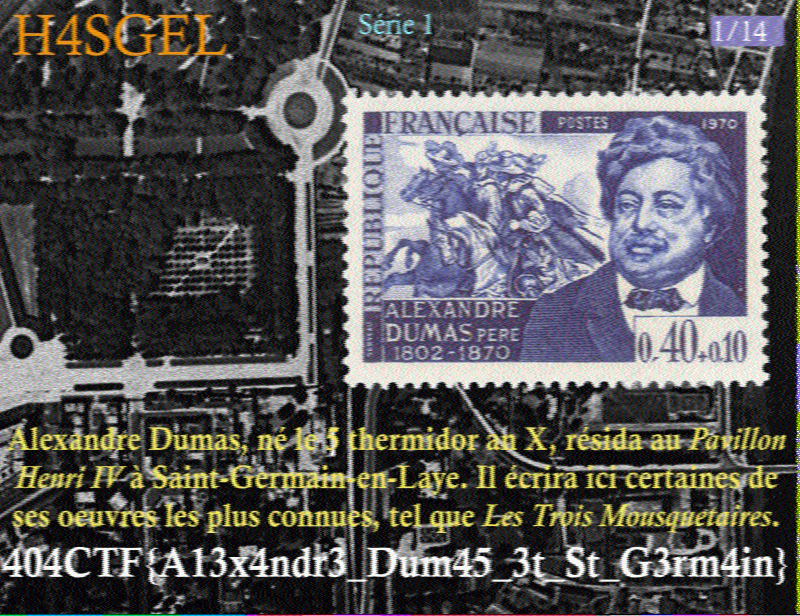 H4SGEL
Série 1
1/14
RÉPUBLIQUE
FRANÇAISE
POSTES
1970
ALEXANDRE
DUMAS PERE
1802-1870
0,40+0,10
Alexandre Dumas, né le 5 thermidor an X, résida au Pavillon
Henri IV à Saint-Germain-en-Laye. Il écrira ici certaines de
ses oeuvres les plus connues, tel que Les Trois Mousquetaires.
404CTF{A13x4ndr3_Dum45_3t_St_G3rm4in}